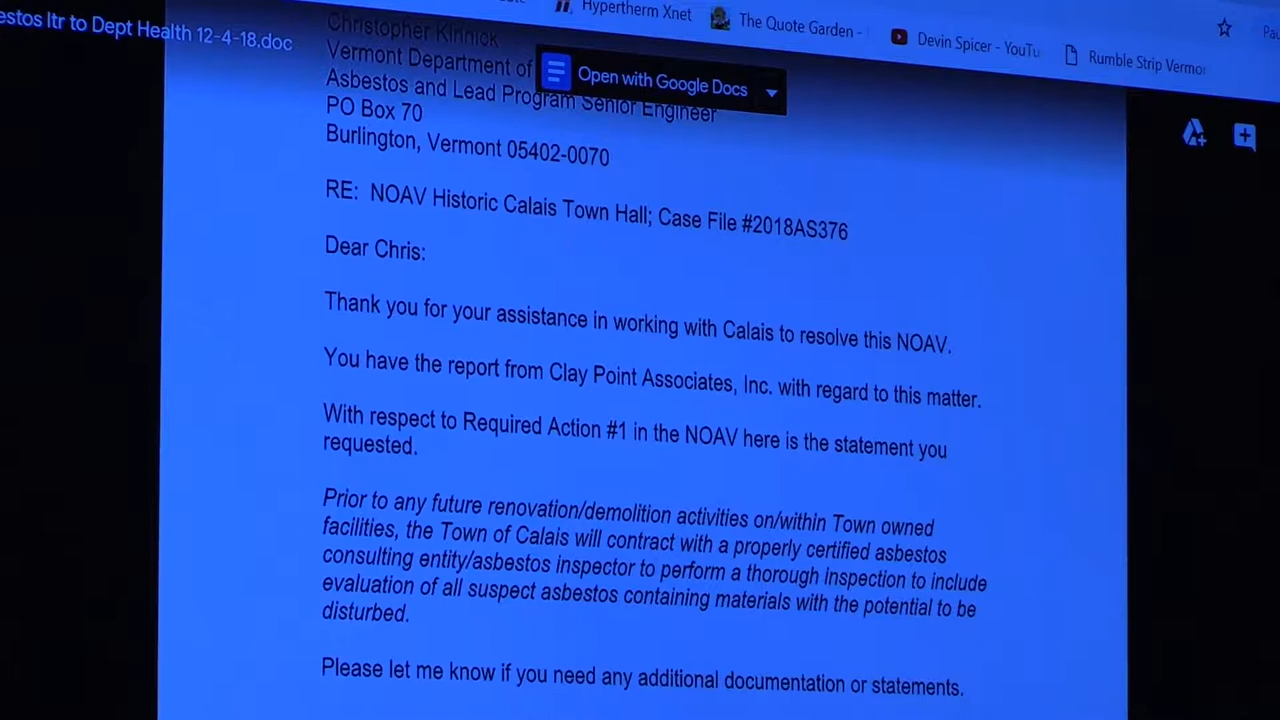 Hypertherm Xnet
The Quote Garden -
Devin Spicer - YouTu
Rumble Strip Vermo
estos ltr to Dept Health 12-4-18.doc
Open with Google Docs
Christopher
Vermont Department of
Asbestos and Lead Program Senior Engineer
PO Box 70
Burlington, Vermont 05402-0070
RE: NOAV Historic Calais Town Hall; Case File #2018AS376
Dear Chris:
Thank you for your assistance in working with Calais to resolve this NOAV.
You have the report from Clay Point Associates, Inc. with regard to this matter.
With respect to Required Action #1 in the NOAV here is the statement you
requested.
Prior to any future renovation/demolition activities on/within Town owned
facilities, the Town of Calais will contract with a properly certified asbestos
consulting entity/asbestos inspector to perform a thorough inspection to include
evaluation of all suspect asbestos containing materials with the potential to be
disturbed.
Please let me know if you need any additional documentation or statements.